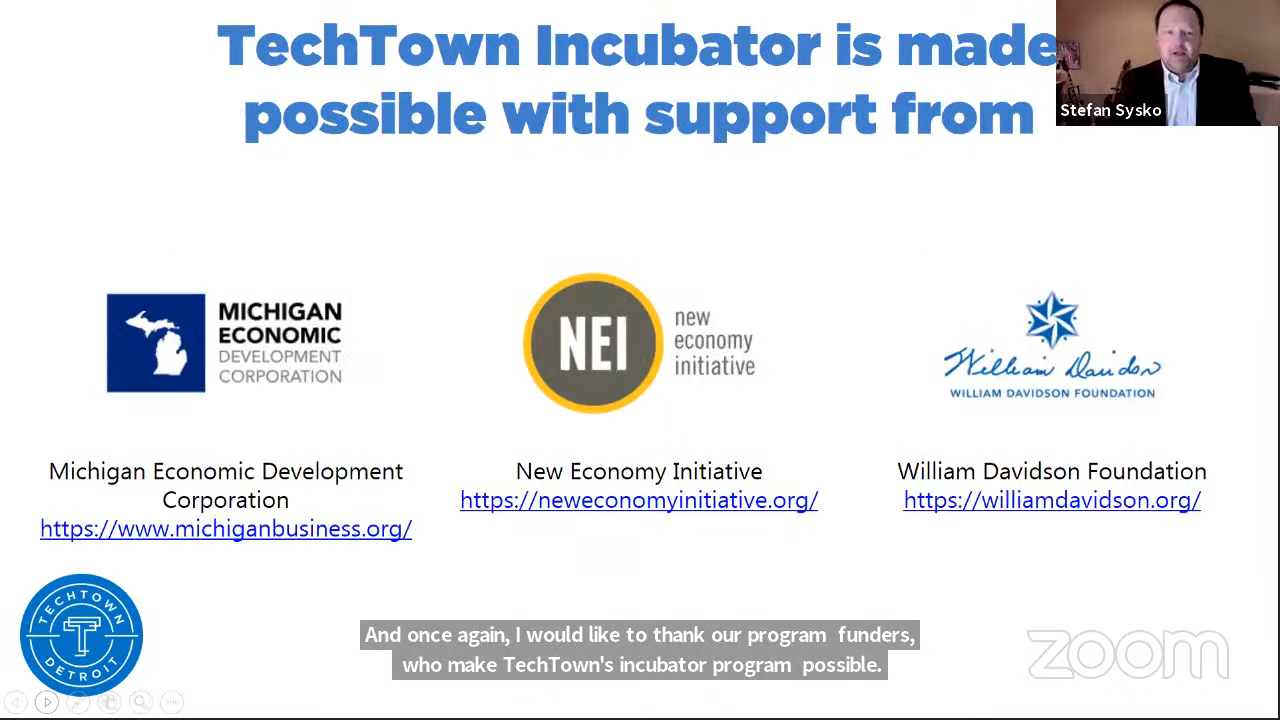 TechTown Incubator is made
possible with support from
Stefan Sysko
MICHIGAN
ECONOMIC
DEVELOPMENT
CORPORATION
NEI
new
economy
initiative
William Davidson
WILLIAM DAVIDSON FOUNDATION
Michigan Economic Development
Corporation
https://www.michiganbusiness.org/
New Economy Initiative
https://neweconomyinitiative.org/
William Davidson Foundation
https://williamdavidson.org/
TECHTOWN
T
DETROIT
And once again, I would like to thank our program funders,
who make TechTown's incubator program possible.
zoom